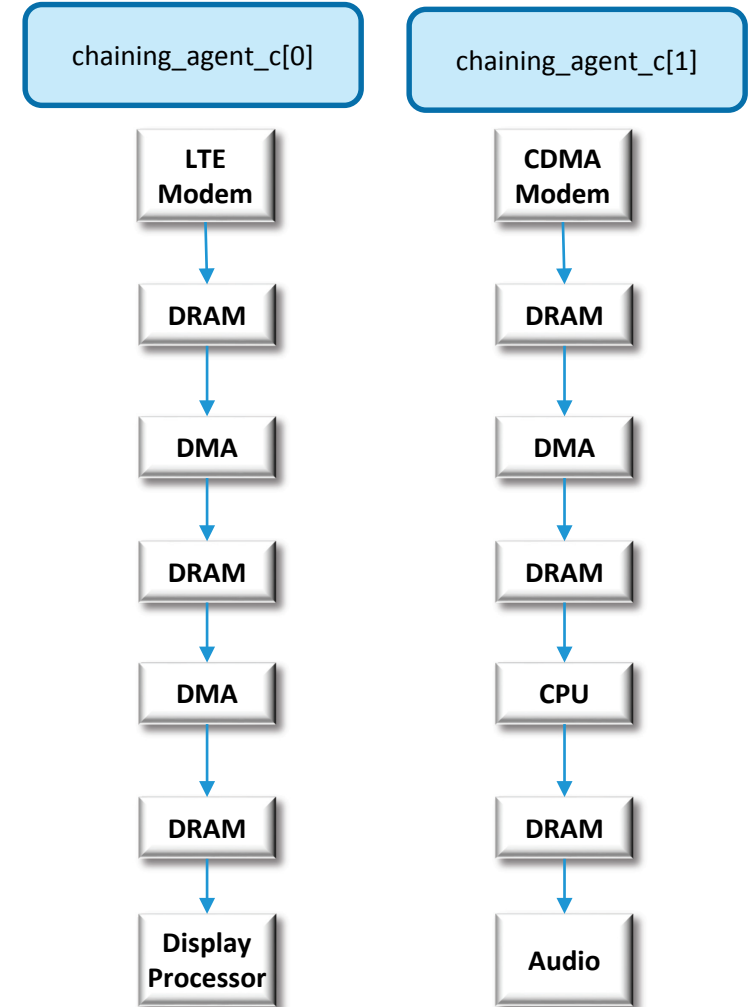 chaining_agent_c[0]
LTE
Modem
DRAM
DMA
DRAM
DMA
DRAM
Display
Processor
chaining_agent_c[1]
CDMA
Modem
DRAM
DMA
DRAM
CPU
DRAM
Audio